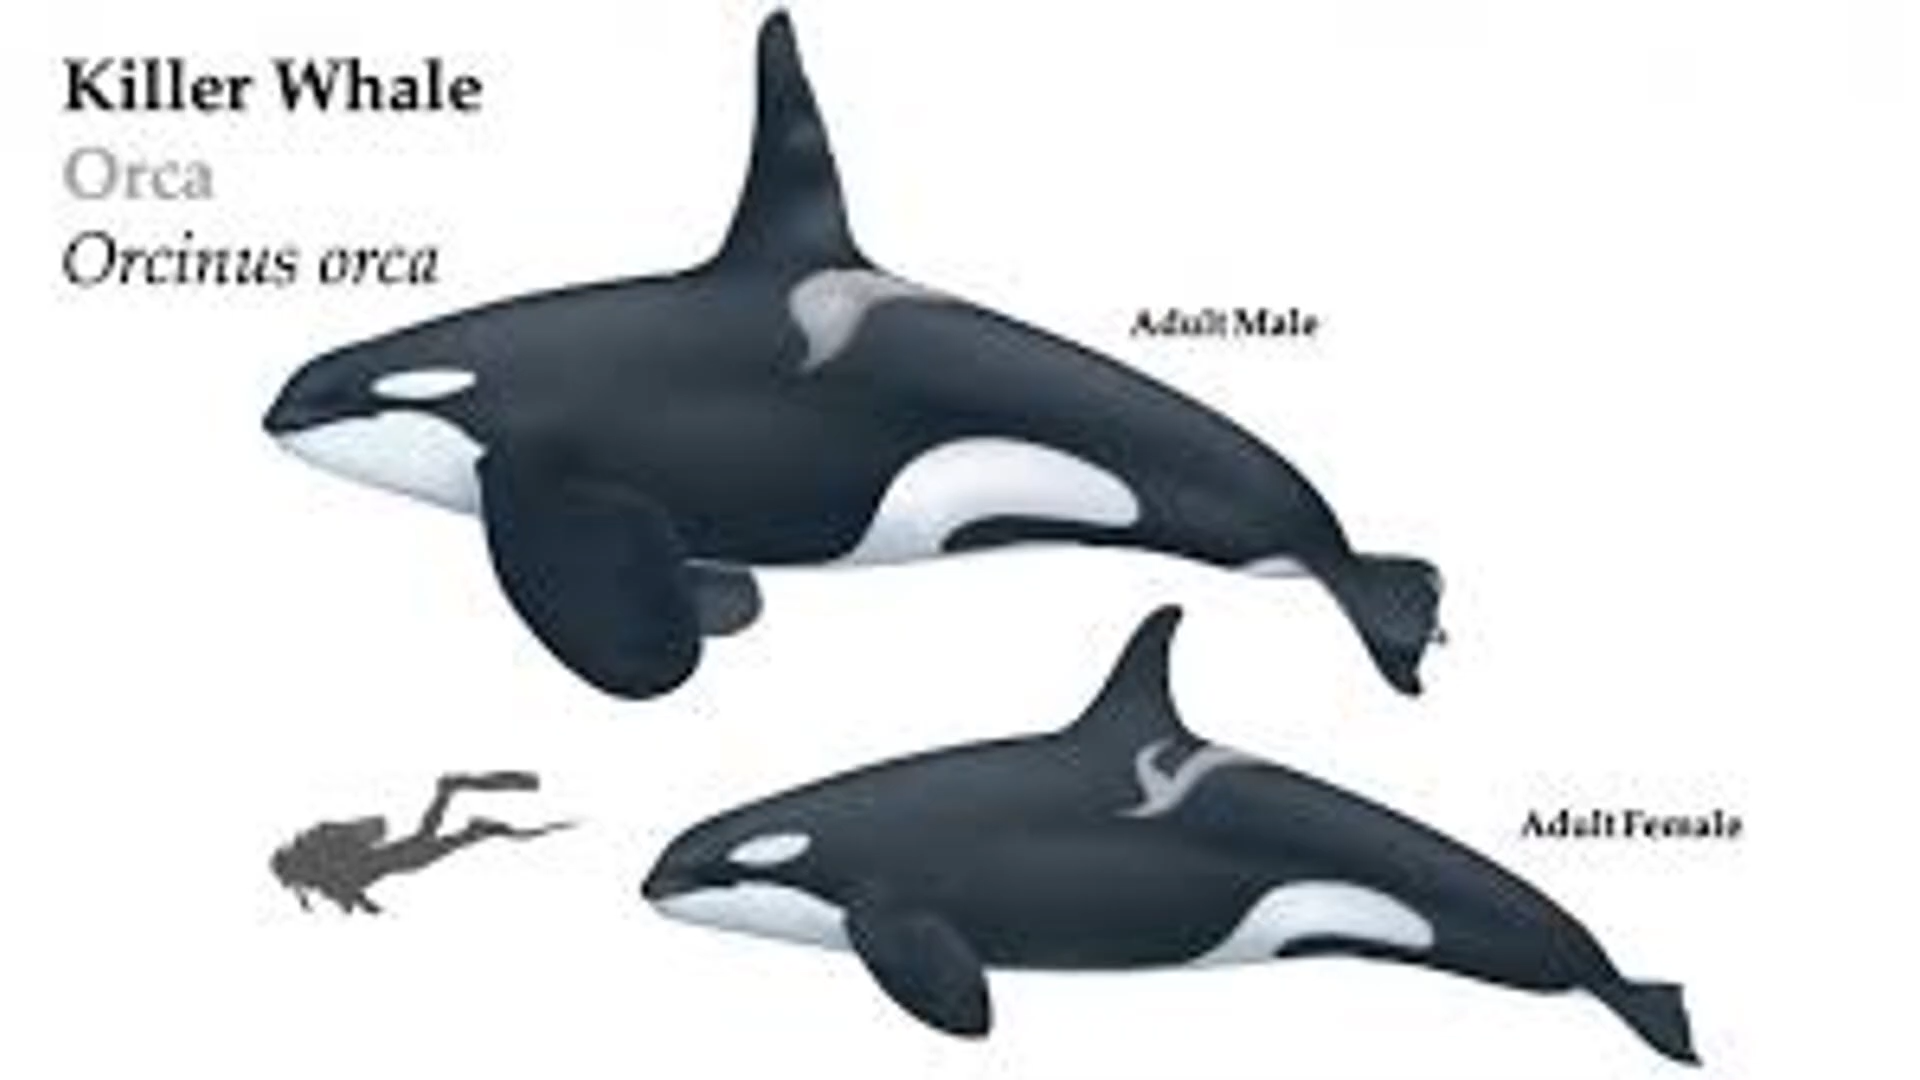 Killer Whale
Orca
Orcinus orca
Adult Male
Adult Female